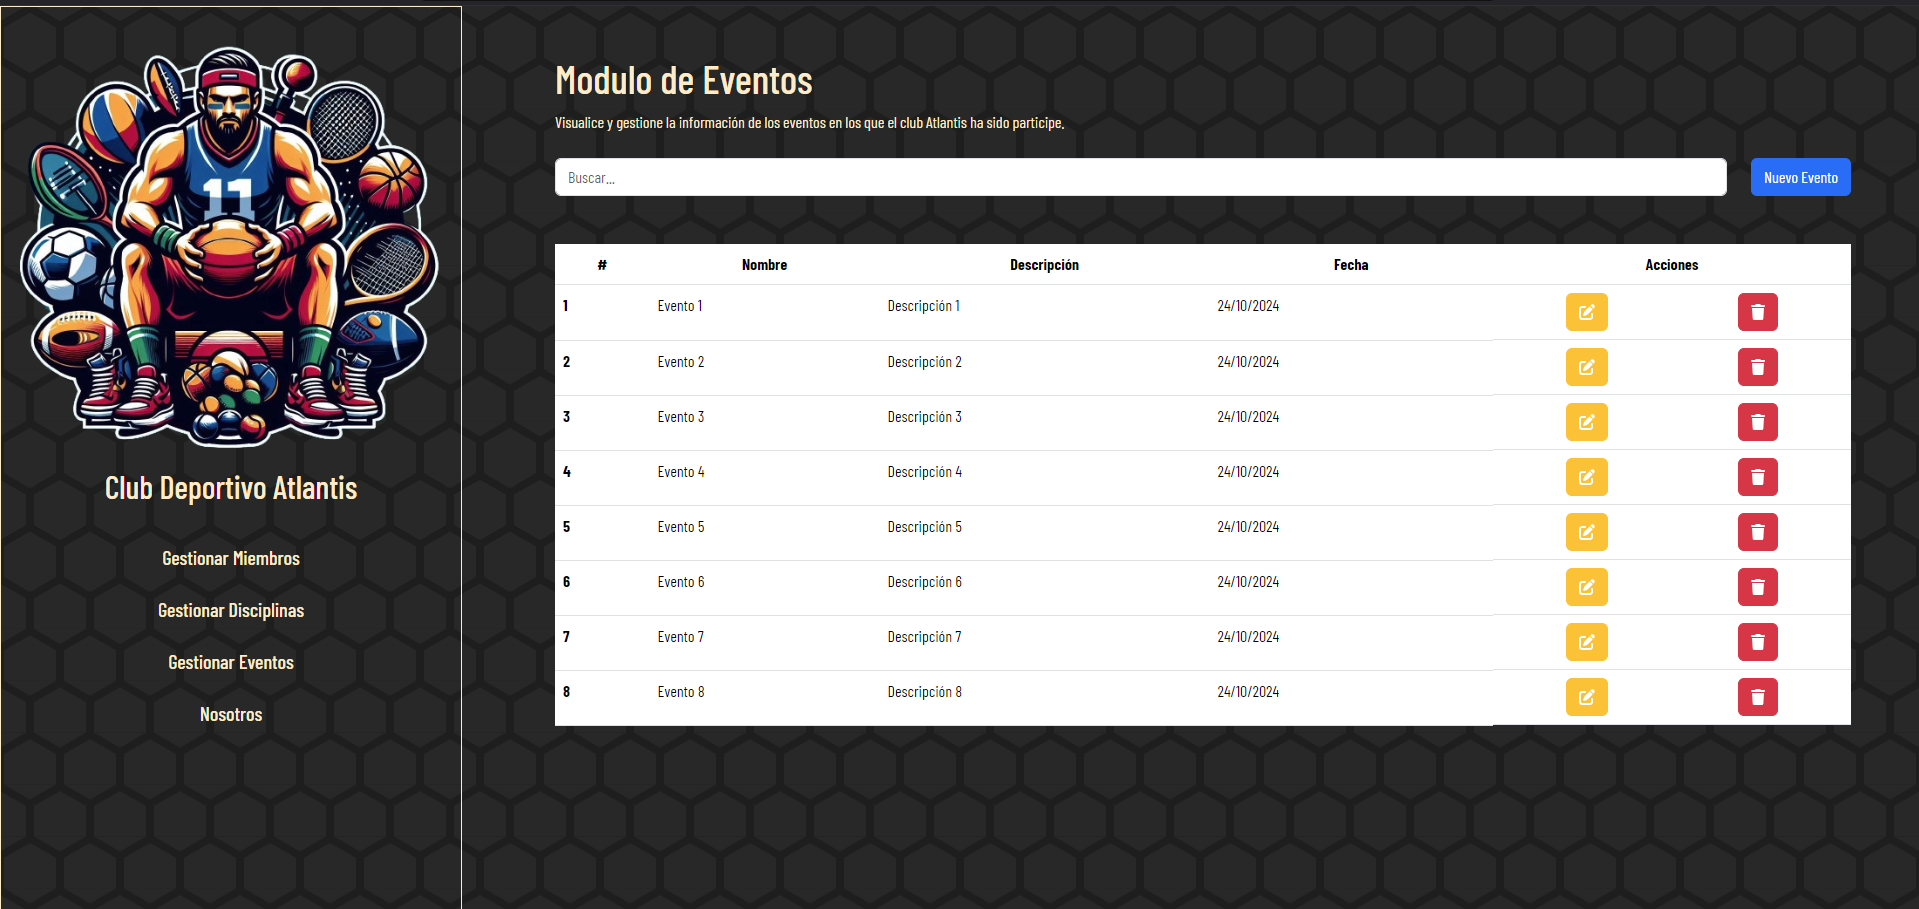 11
Club Deportivo Atlantis
Gestionar Miembros
Gestionar Disciplinas
Gestionar Eventos
Nosotros
Modulo de Eventos
Visualice y gestione la información de los eventos en los que el club Atlantis ha sido participe.
Buscar...
Nuevo Evento
# Nombre Descripción Fecha Acciones
1 Evento 1 Descripción 1 24/10/2024
2 Evento 2 Descripción 2 24/10/2024
3 Evento 3 Descripción 3 24/10/2024
4 Evento 4 Descripción 4 24/10/2024
5 Evento 5 Descripción 5 24/10/2024
6 Evento 6 Descripción 6 24/10/2024
7 Evento 7 Descripción 7 24/10/2024
8 Evento 8 Descripción 8 24/10/2024